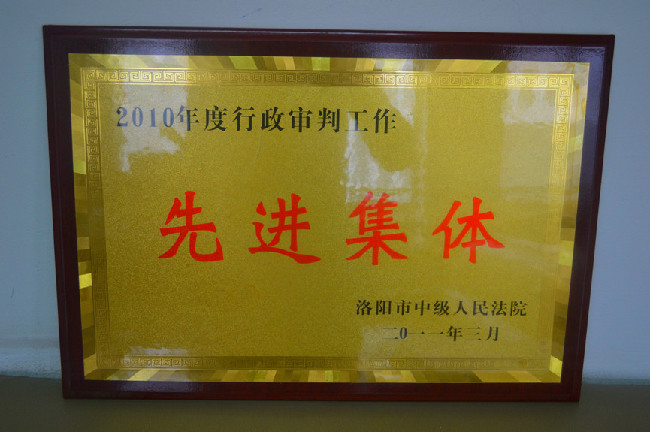 2010年度行政审判工作
先进集体
洛阳市中级人民法院
二0一一年三月